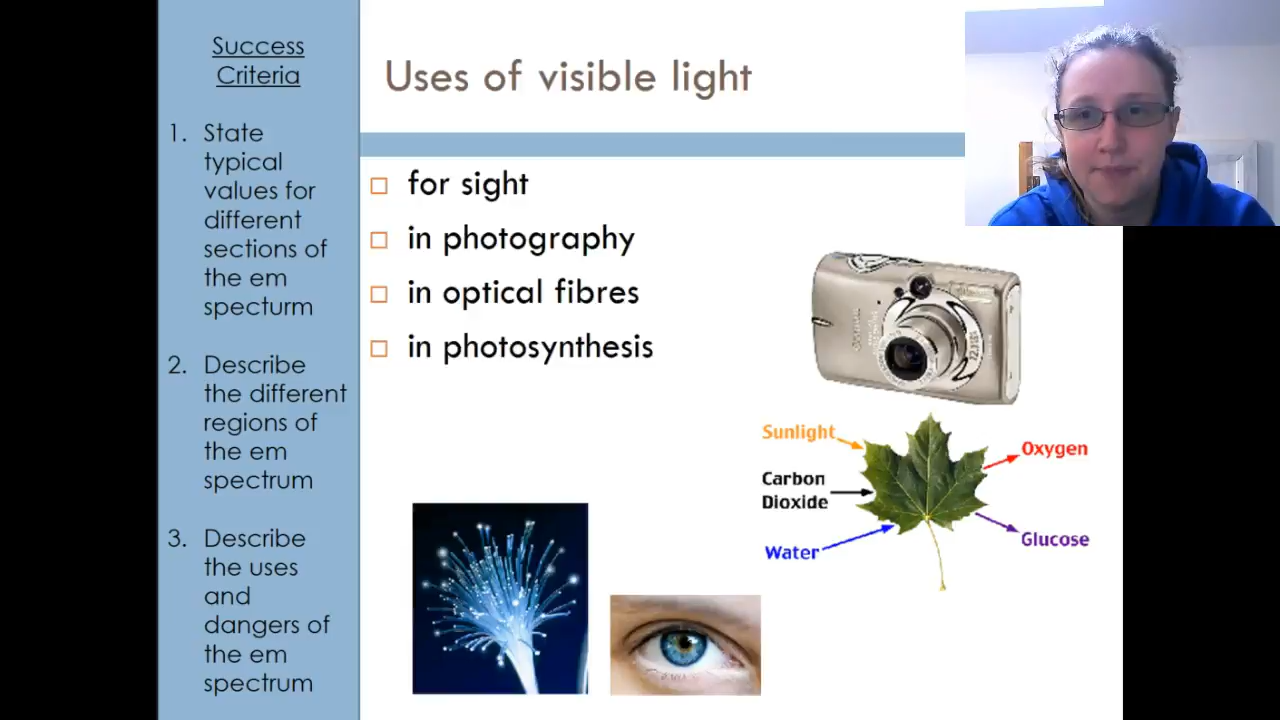 Success
Criteria
1. State
typical
values for
different
sections of
the em
specturm
2. Describe
the different
regions of
the em
spectrum
3. Describe
the uses
and
dangers of
the em
spectrum
Uses of visible light
for sight
in photography
in optical fibres
in photosynthesis
Sunlight
Carbon
Dioxide
Water
Oxygen
Glucose